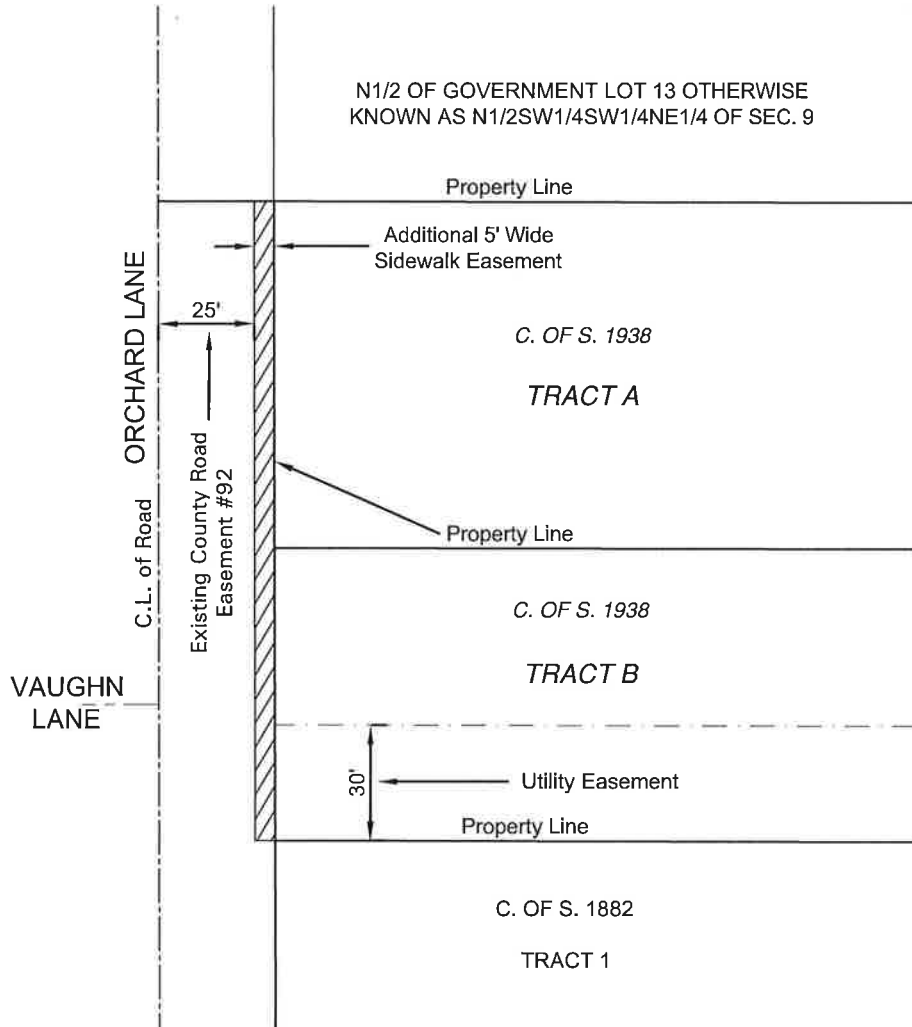 N1/2 OF GOVERNMENT LOT 13 OTHERWISE
KNOWN AS N1/2SW1/4SW1/4NE1/4 OF SEC. 9
Property Line
Additional 5' Wide
Sidewalk Easement
25'
ORCHARD LANE
C.L. of Road
Existing County Road
Easement #92
C. OF S. 1938
TRACT A
Property Line
C. OF S. 1938
TRACT B
VAUGHN
LANE
30'
Utility Easement
Property Line
C. OF S. 1882
TRACT 1